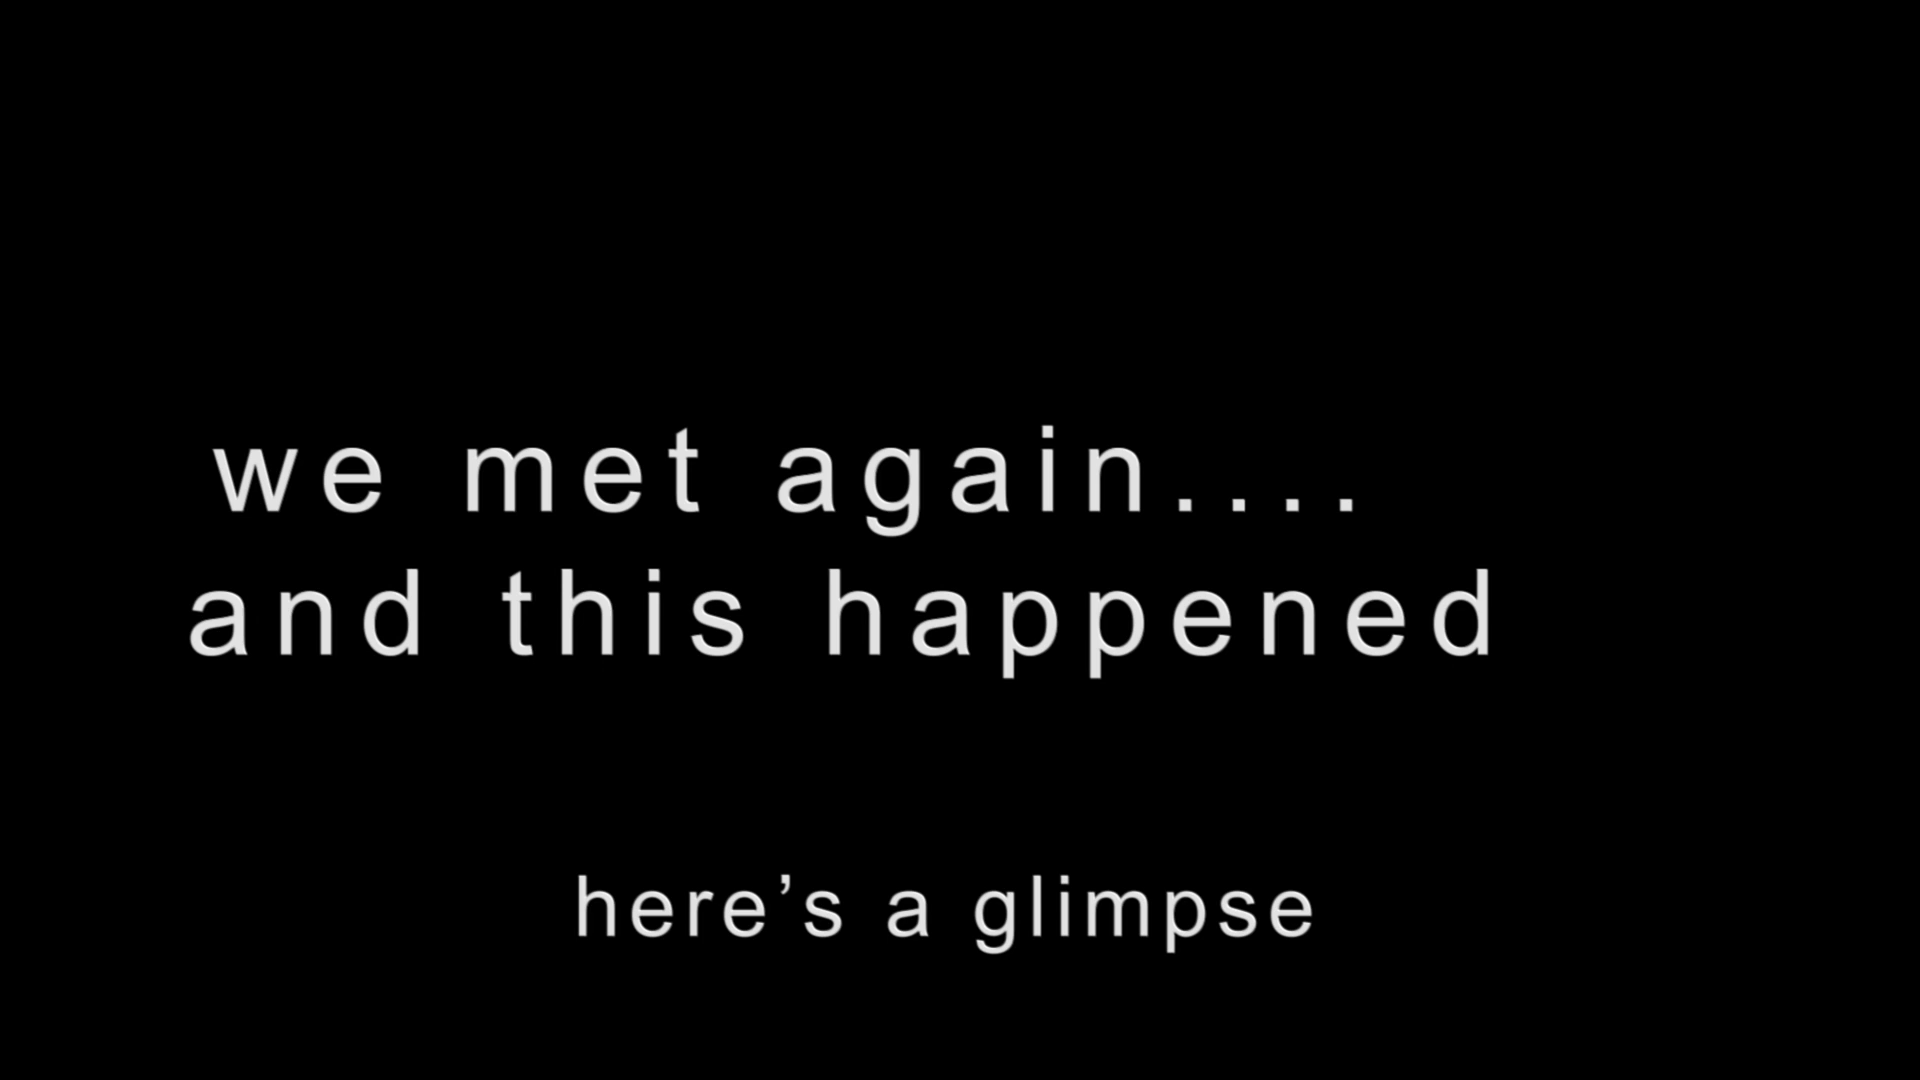 we met again....
and this happened
here’s a glimpse